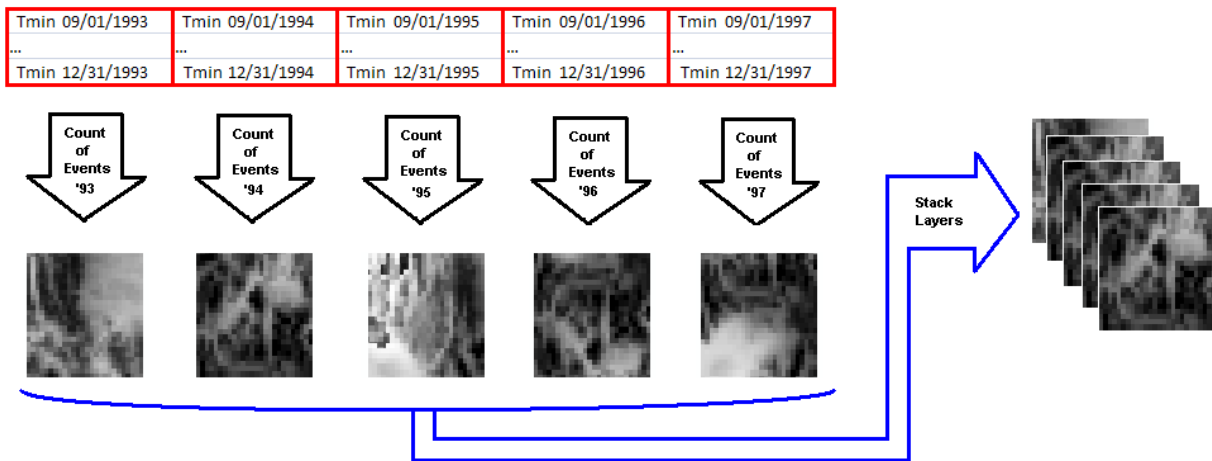 Tmin 09/01/1993 Tmin 09/01/1994 Tmin 09/01/1995 Tmin 09/01/1996 Tmin 09/01/1997
... ... ... ... ...
Tmin 12/31/1993 Tmin 12/31/1994 Tmin 12/31/1995 Tmin 12/31/1996 Tmin 12/31/1997
Count
of
Events
'93
Count
of
Events
'94
Count
of
Events
'95
Count
of
Events
'96
Count
of
Events
'97
Stack
Layers